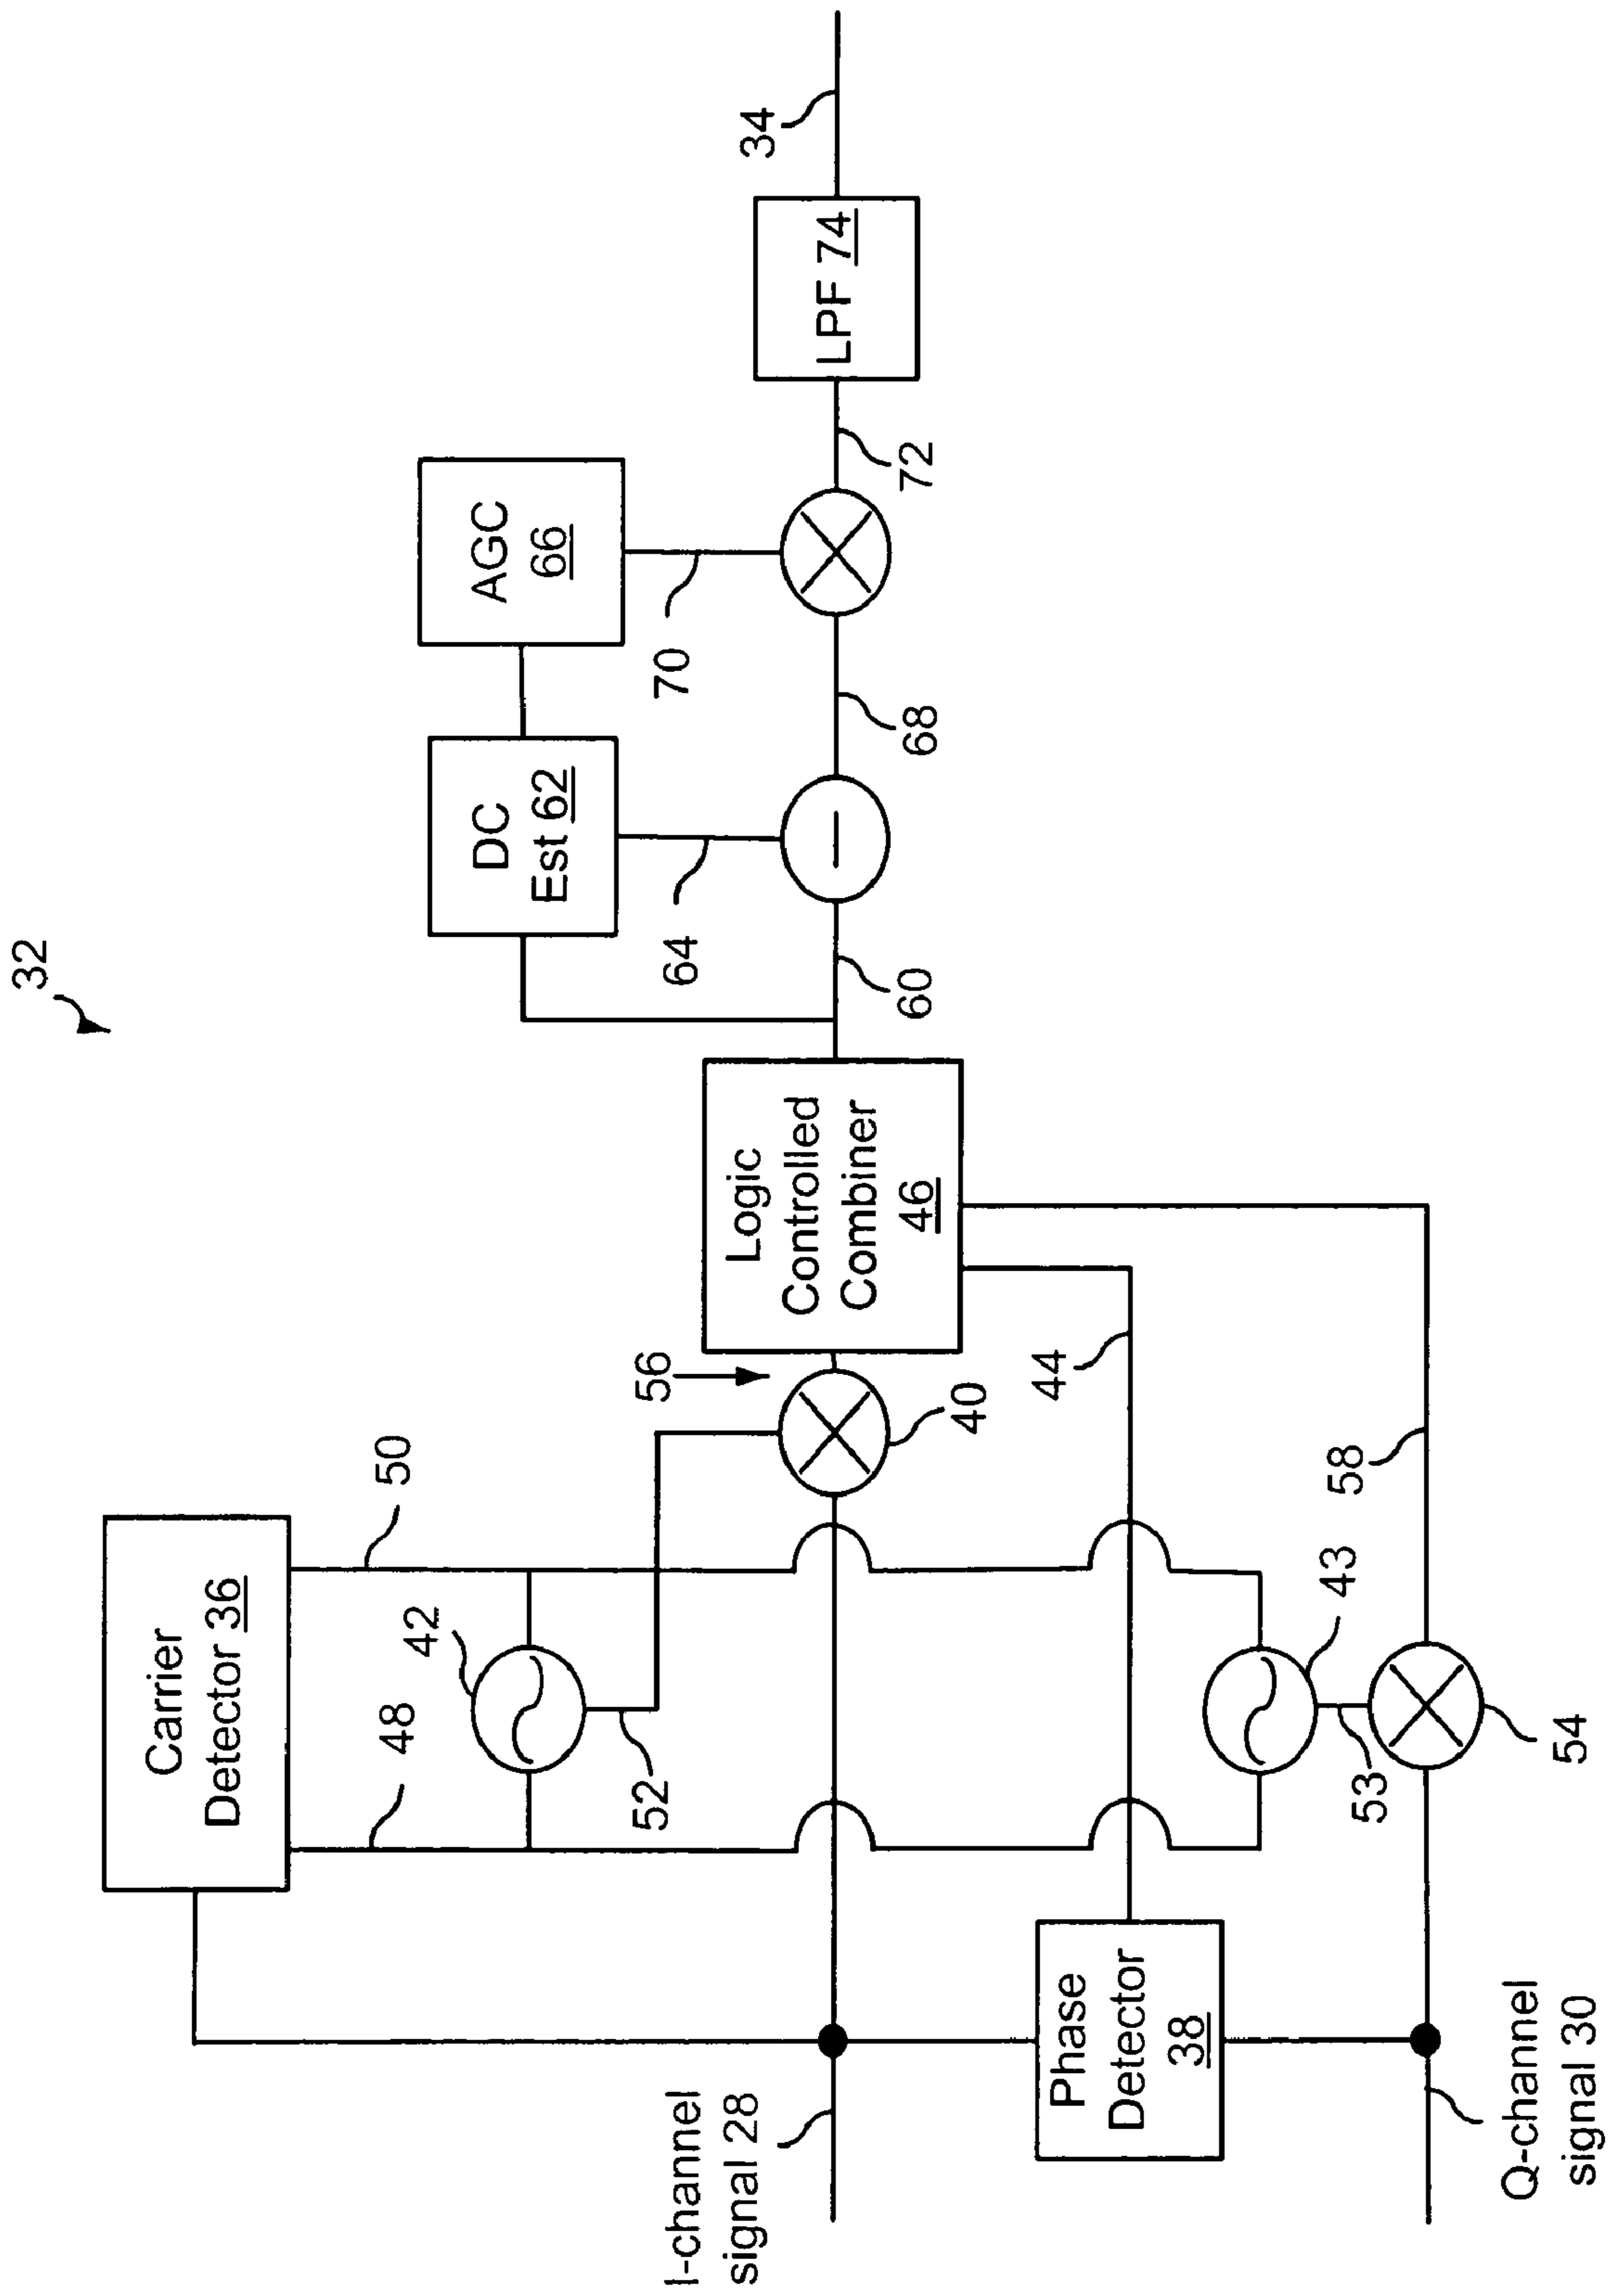 32
Carrier
Detector 36
50
48
42
52
56
40
I-channel
signal 28
Phase
Detector
38
44
43
53
54
58
Q-channel
signal 30
Logic
Controlled
Combiner
46
60
DC
Est 62
64
68
AGC
66
70
72
LPF 74
34